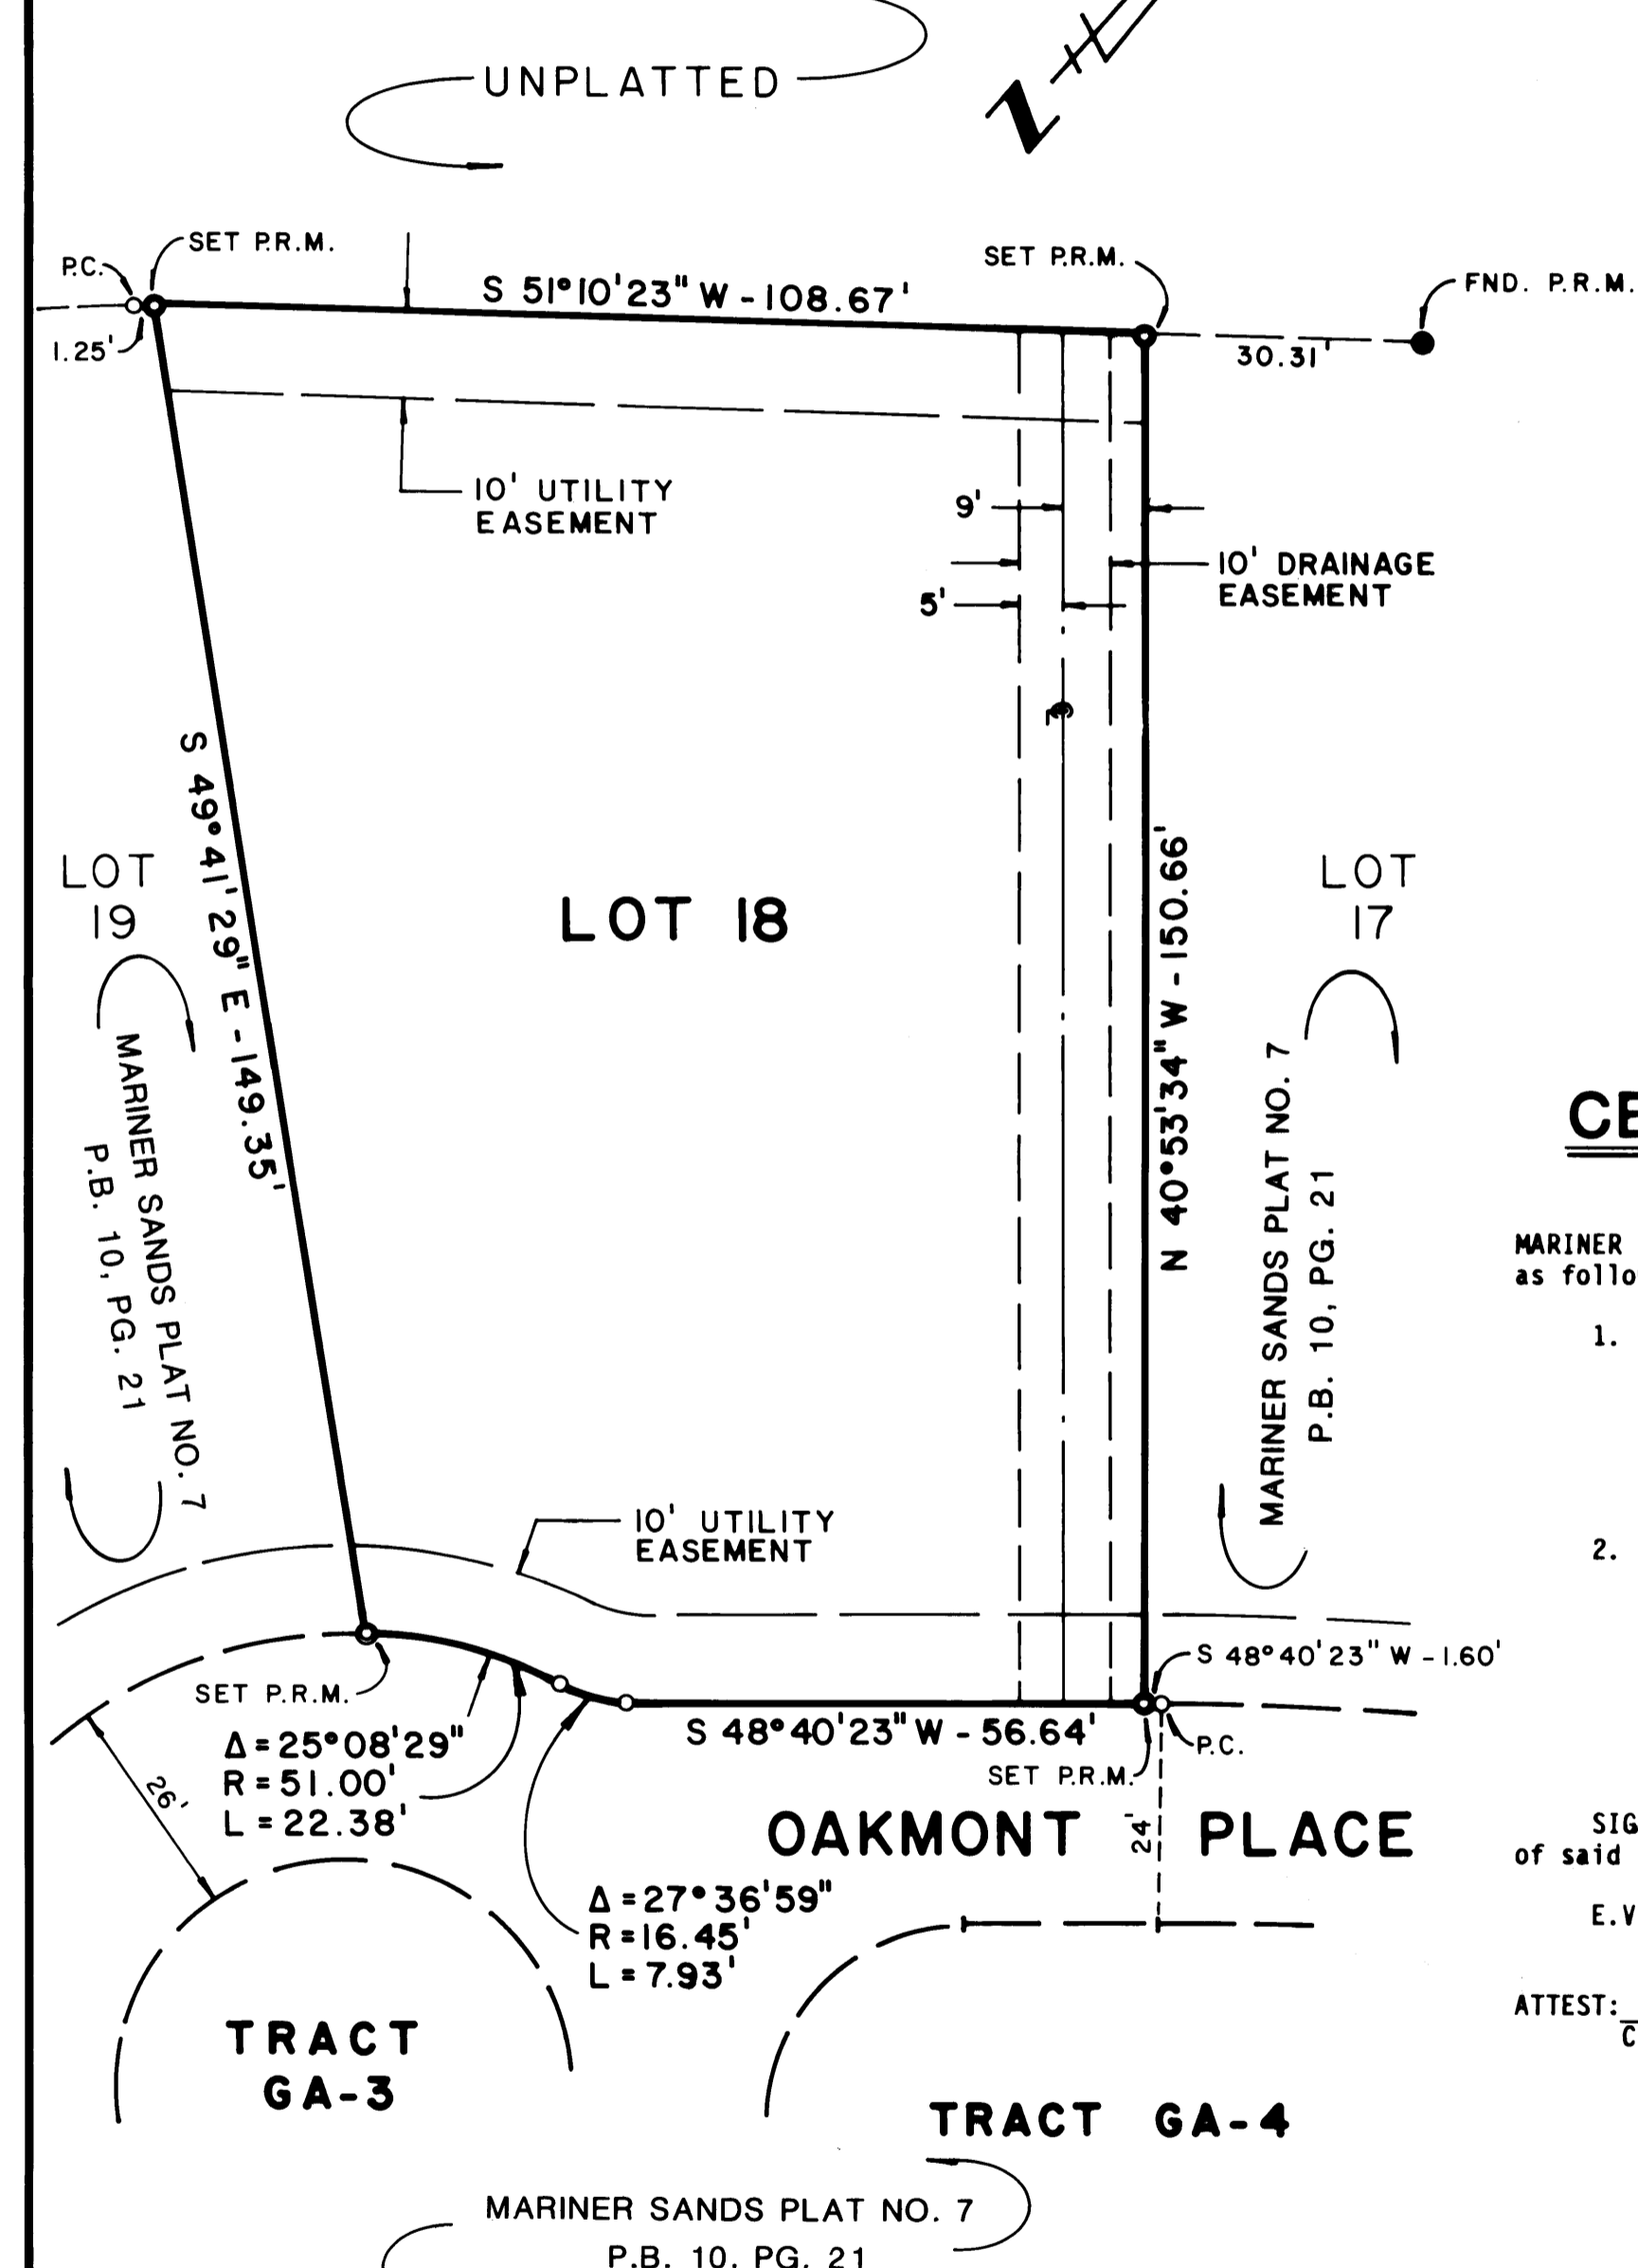 UNPLATTED
N
SET P.R.M.
P.C.
1.25'
S 51°10'23" W - 108.67'
SET P.R.M.
FND. P.R.M.
30.31'
10' UTILITY
EASEMENT
9'
10' DRAINAGE
EASEMENT
5'
S 49°41'29" E - 149.35'
LOT
19
MARINER SANDS PLAT NO. 7
P.B. 10, PG. 21
LOT 18
N 40°53'34" W - 150.66'
LOT
17
MARINER SANDS PLAT NO. 7
P.B. 10, PG. 21
CE
MARINER
as follo
1.
2.
10' UTILITY
EASEMENT
S 48°40'23" W - 1.60'
SET P.R.M.
S 48°40'23" W - 56.64'
P.C.
SET P.R.M.
Δ = 25°08'29"
R = 51.00'
L = 22.38'
26'
24'
OAKMONT PLACE
Δ = 27°36'59"
R = 16.45'
L = 7.93'
SIG
of said
E.V
ATTEST:
C
TRACT
GA-3
TRACT GA-4
MARINER SANDS PLAT NO. 7
P.B. 10, PG. 21